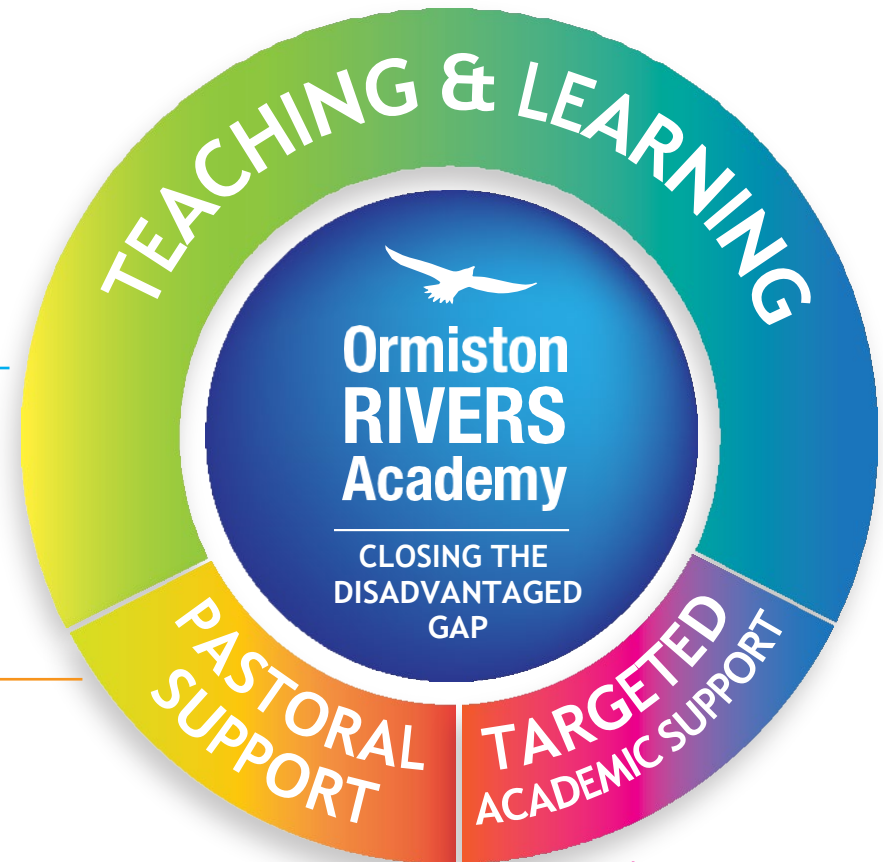 TEACHING & LEARNING
Ormiston
RIVERS
Academy
CLOSING THE
DISADVANTAGED
GAP
PASTORAL
SUPPORT
TARGETED
ACADEMIC SUPPORT